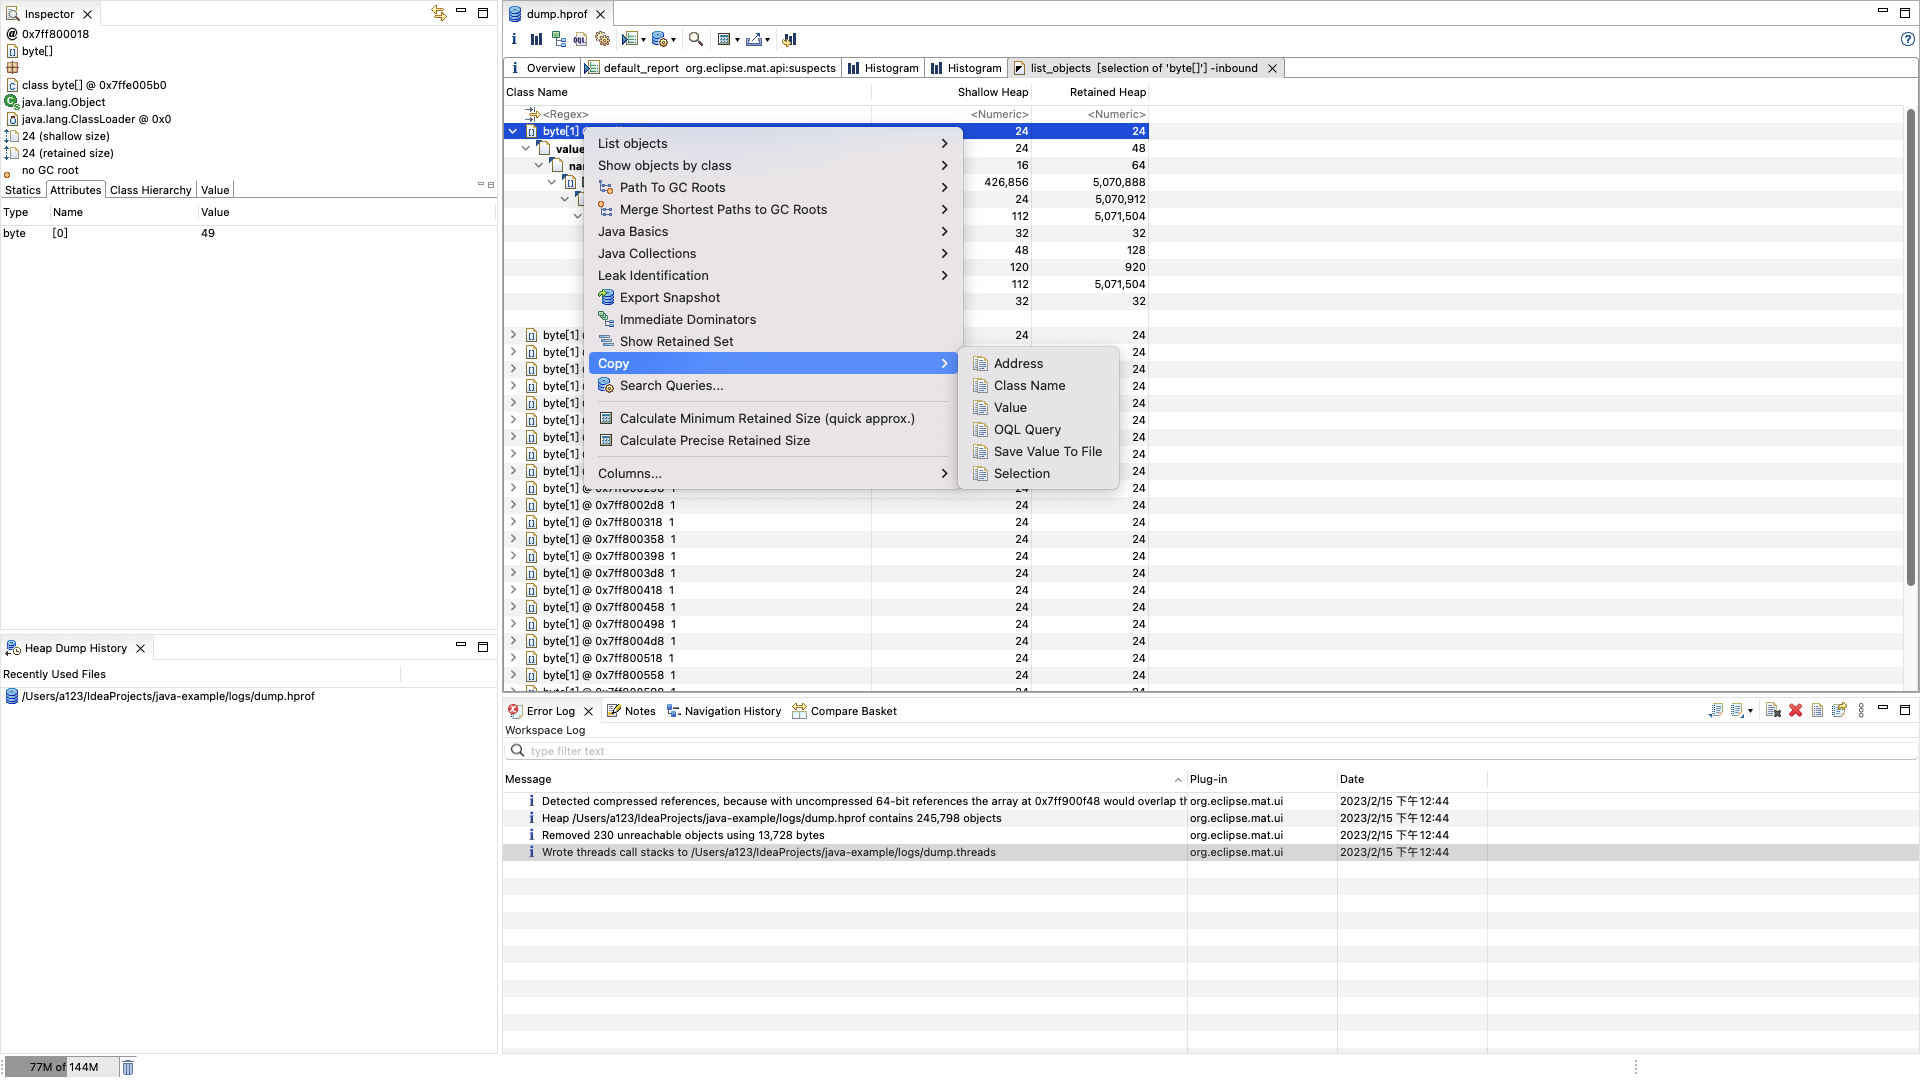 Inspector
@ 0x7ff800018
byte[]
class byte[] @ 0x7ffe005b0
java.lang.Object
java.lang.ClassLoader @ 0x0
24 (shallow size)
24 (retained size)
no GC root
Statics Attributes Class Hierarchy Value
Type Name Value
byte [0] 49
Heap Dump History
Recently Used Files
/Users/a123/IdeaProjects/java-example/logs/dump.hprof
77M of 144M
dump.hprof
Overview default_report org.eclipse.mat.api:suspects Histogram Histogram list_objects [selection of 'byte[]'] -inbound
Class Name Shallow Heap Retained Heap
<Regex> <Numeric> <Numeric>
byte[1] 24 24
value 24 48
16 64
426,856 5,070,888
24 5,070,912
112 5,071,504
32 32
48 128
120 920
112 5,071,504
32 32
byte[1] 24 24
byte[1] 24
byte[1] 24
byte[1] 24
byte[1] 24
byte[1] 24
byte[1] 24
byte[1] 24
byte[1] 24
byte[1] @ 24 24
byte[1] @ 0x7ff8002d8 1 24 24
byte[1] @ 0x7ff800318 1 24 24
byte[1] @ 0x7ff800358 1 24 24
byte[1] @ 0x7ff800398 1 24 24
byte[1] @ 0x7ff8003d8 1 24 24
byte[1] @ 0x7ff800418 1 24 24
byte[1] @ 0x7ff800458 1 24 24
byte[1] @ 0x7ff800498 1 24 24
byte[1] @ 0x7ff8004d8 1 24 24
byte[1] @ 0x7ff800518 1 24 24
byte[1] @ 0x7ff800558 1 24 24
List objects
Show objects by class
Path To GC Roots
Merge Shortest Paths to GC Roots
Java Basics
Java Collections
Leak Identification
Export Snapshot
Immediate Dominators
Show Retained Set
Copy
Search Queries...
Calculate Minimum Retained Size (quick approx.)
Calculate Precise Retained Size
Columns...
Address
Class Name
Value
OQL Query
Save Value To File
Selection
Error Log Notes Navigation History Compare Basket
Workspace Log
type filter text
Message Plug-in Date
Detected compressed references, because with uncompressed 64-bit references the array at 0x7ff900f48 would overlap th org.eclipse.mat.ui 2023/2/15 下午12:44
Heap /Users/a123/IdeaProjects/java-example/logs/dump.hprof contains 245,798 objects org.eclipse.mat.ui 2023/2/15 下午12:44
Removed 230 unreachable objects using 13,728 bytes org.eclipse.mat.ui 2023/2/15 下午12:44
Wrote threads call stacks to /Users/a123/IdeaProjects/java-example/logs/dump.threads org.eclipse.mat.ui 2023/2/15 下午12:44